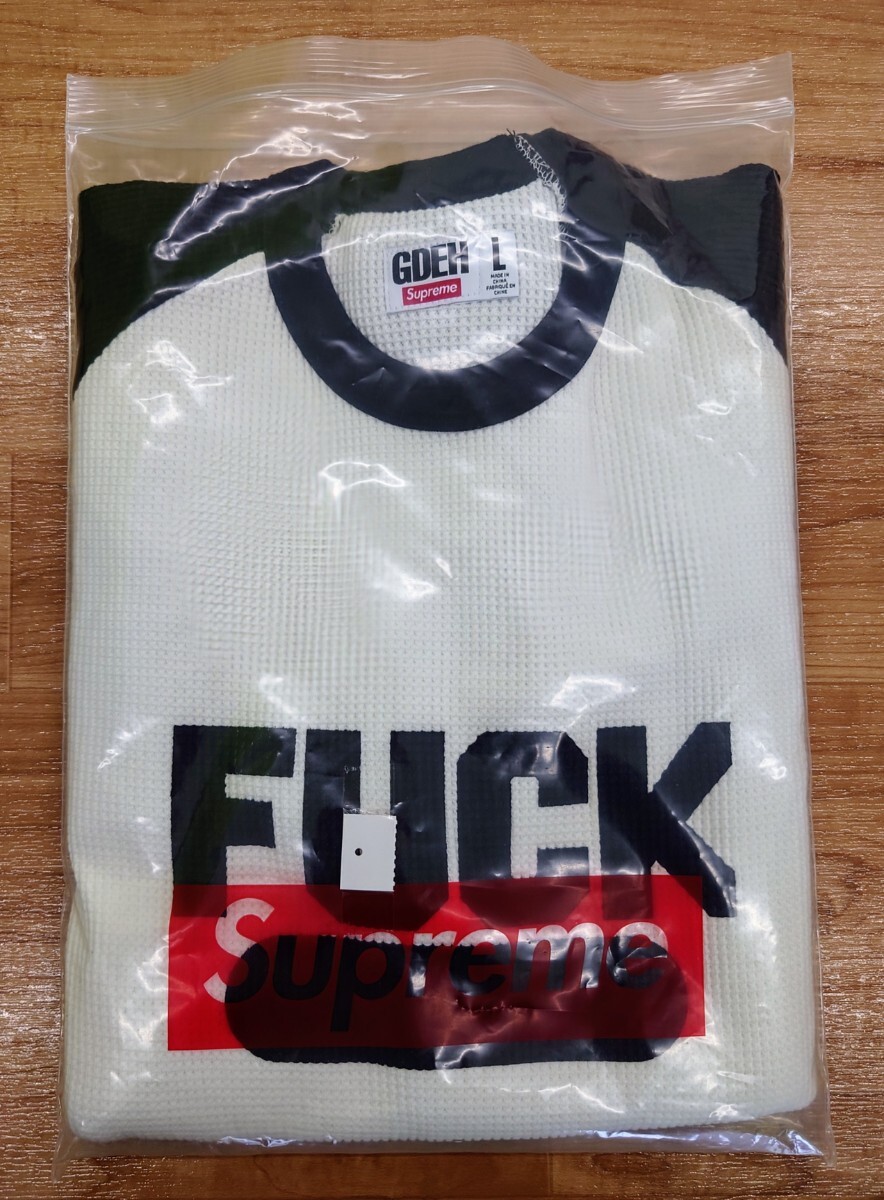 GDEH L
Supreme
MADE IN
CHINA
FABRIQUÉ EN
CHINE
FUCK
Supreme